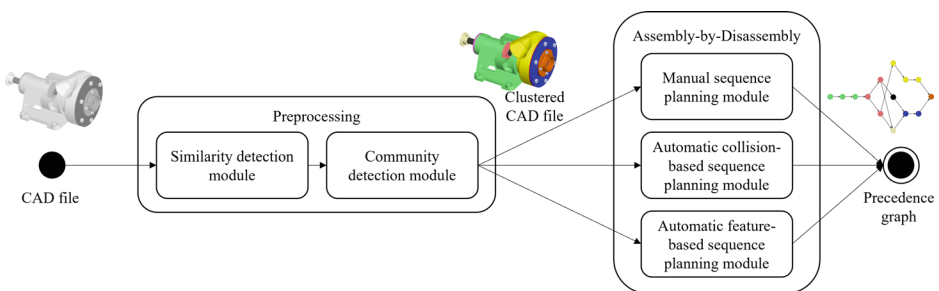 CAD file
Preprocessing
Similarity detection
module
Community
detection module
Clustered
CAD file
Assembly-by-Disassembly
Manual sequence
planning module
Automatic collision-
based sequence
planning module
Automatic feature-
based sequence
planning module
Precedence
graph